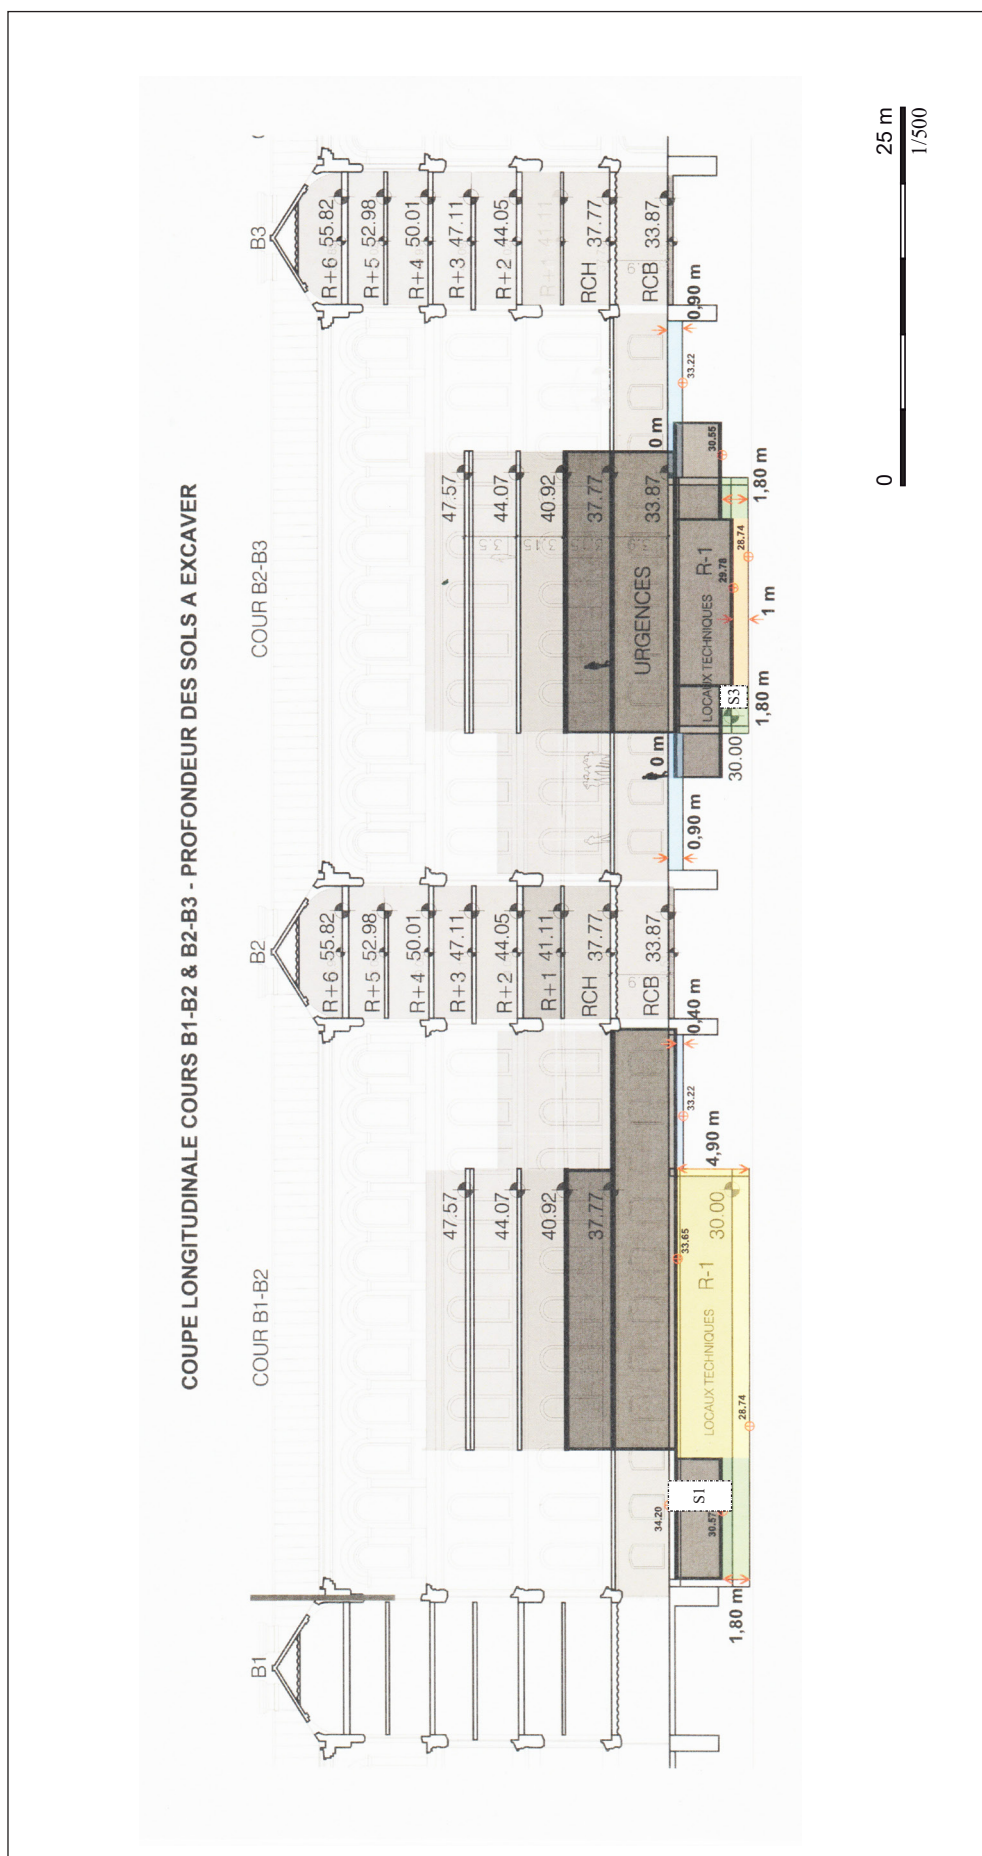 COUPE LONGITUDINALE COURS B1-B2 & B2-B3 - PROFONDEUR DES SOLS A EXCAVER
B1
COUR B1-B2
B2
COUR B2-B3
B3
47.57
44.07
40.92
37.77
34.20
33.65
LOCAUX TECHNIQUES R-1
30.00
S1
30.57
28.74
1,80 m
4,90 m
33.22
0,40 m
R+6 55.82
R+5 52.98
R+4 50.01
R+3 47.11
R+2 44.05
R+1 41.11
RCH 37.77
RCB 33.87
0,90 m
0 m
47.57
44.07
40.92
37.77
33.87
3.5
3.15
URGENCES
LOCAUX TECHNIQUES R-1
29.78
30.00
S3
28.74
1,80 m
1 m
1,80 m
30.55
0 m
33.22
0,90 m
R+6 55.82
R+5 52.98
R+4 50.01
R+3 47.11
R+2 44.05
R+1 41.11
RCH 37.77
RCB 33.87
0
25 m
1/500